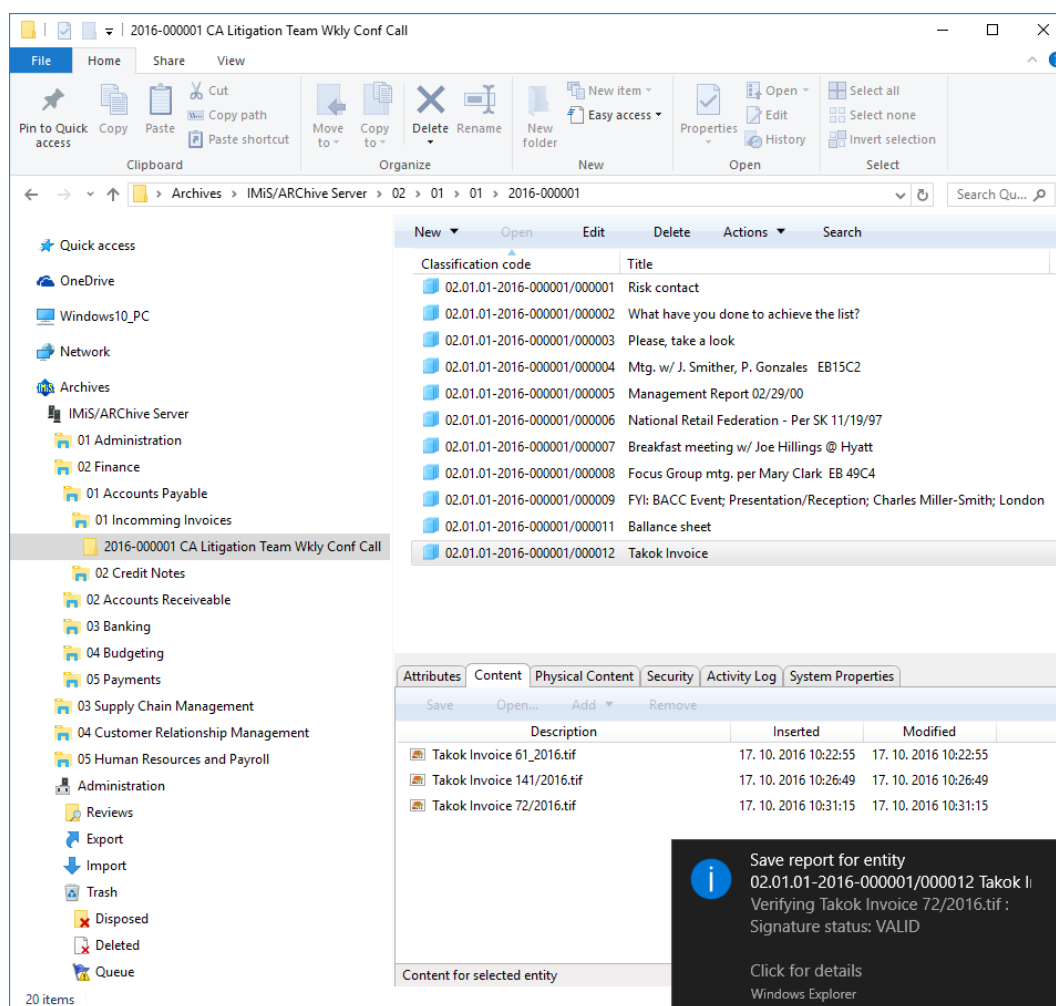 2016-000001 CA Litigation Team Wkly Conf Call
File Home Share View
Pin to Quick access
Copy
Paste
Cut
Copy path
Paste shortcut
Move to
Copy to
Delete
Rename
New folder
New item
Easy access
Properties
Open
Edit
History
Select all
Select none
Invert selection
Clipboard Organize New Open Select
Archives > IMiS/ARChive Server > 02 > 01 > 01 > 2016-000001
Search Qu...
Quick access
OneDrive
Windows10_PC
Network
Archives
IMiS/ARChive Server
01 Administration
02 Finance
01 Accounts Payable
01 Incomming Invoices
2016-000001 CA Litigation Team Wkly Conf Call
02 Credit Notes
02 Accounts Receiveable
03 Banking
04 Budgeting
05 Payments
03 Supply Chain Management
04 Customer Relationship Management
05 Human Resources and Payroll
Administration
Reviews
Export
Import
Trash
Disposed
Deleted
Queue
20 items
New Open Edit Delete Actions Search
Classification code Title
02.01.01-2016-000001/000001 Risk contact
02.01.01-2016-000001/000002 What have you done to achieve the list?
02.01.01-2016-000001/000003 Please, take a look
02.01.01-2016-000001/000004 Mtg. w/ J. Smither, P. Gonzales EB15C2
02.01.01-2016-000001/000005 Management Report 02/29/00
02.01.01-2016-000001/000006 National Retail Federation - Per SK 11/19/97
02.01.01-2016-000001/000007 Breakfast meeting w/ Joe Hillings @ Hyatt
02.01.01-2016-000001/000008 Focus Group mtg. per Mary Clark EB 49C4
02.01.01-2016-000001/000009 FYI: BACC Event; Presentation/Reception; Charles Miller-Smith; London
02.01.01-2016-000001/000011 Ballance sheet
02.01.01-2016-000001/000012 Takok Invoice
Attributes Content Physical Content Security Activity Log System Properties
Save Open... Add Remove
Description Inserted Modified
Takok Invoice 61_2016.tif 17. 10. 2016 10:22:55 17. 10. 2016 10:22:55
Takok Invoice 141/2016.tif 17. 10. 2016 10:26:49 17. 10. 2016 10:26:49
Takok Invoice 72/2016.tif 17. 10. 2016 10:31:15 17. 10. 2016 10:31:15
Content for selected entity
Save report for entity
02.01.01-2016-000001/000012 Takok I
Verifying Takok Invoice 72/2016.tif :
Signature status: VALID
Click for details
Windows Explorer